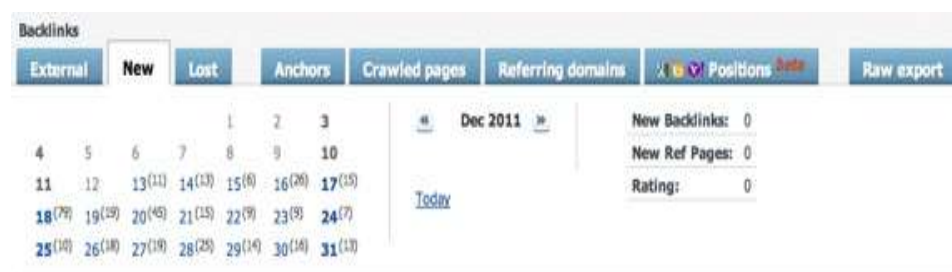 Backlinks
External New Lost Anchors Crawled pages Referring domains Positions beta Raw export
1 2 3 « Dec 2011 » New Backlinks: 0
4 5 6 7 8 9 10 New Ref Pages: 0
11 12 13(11) 14(13) 15(6) 16(26) 17(15) Rating: 0
Today
18(79) 19(19) 20(45) 21(15) 22(9) 23(9) 24(7)
25(10) 26(18) 27(19) 28(25) 29(14) 30(16) 31(13)